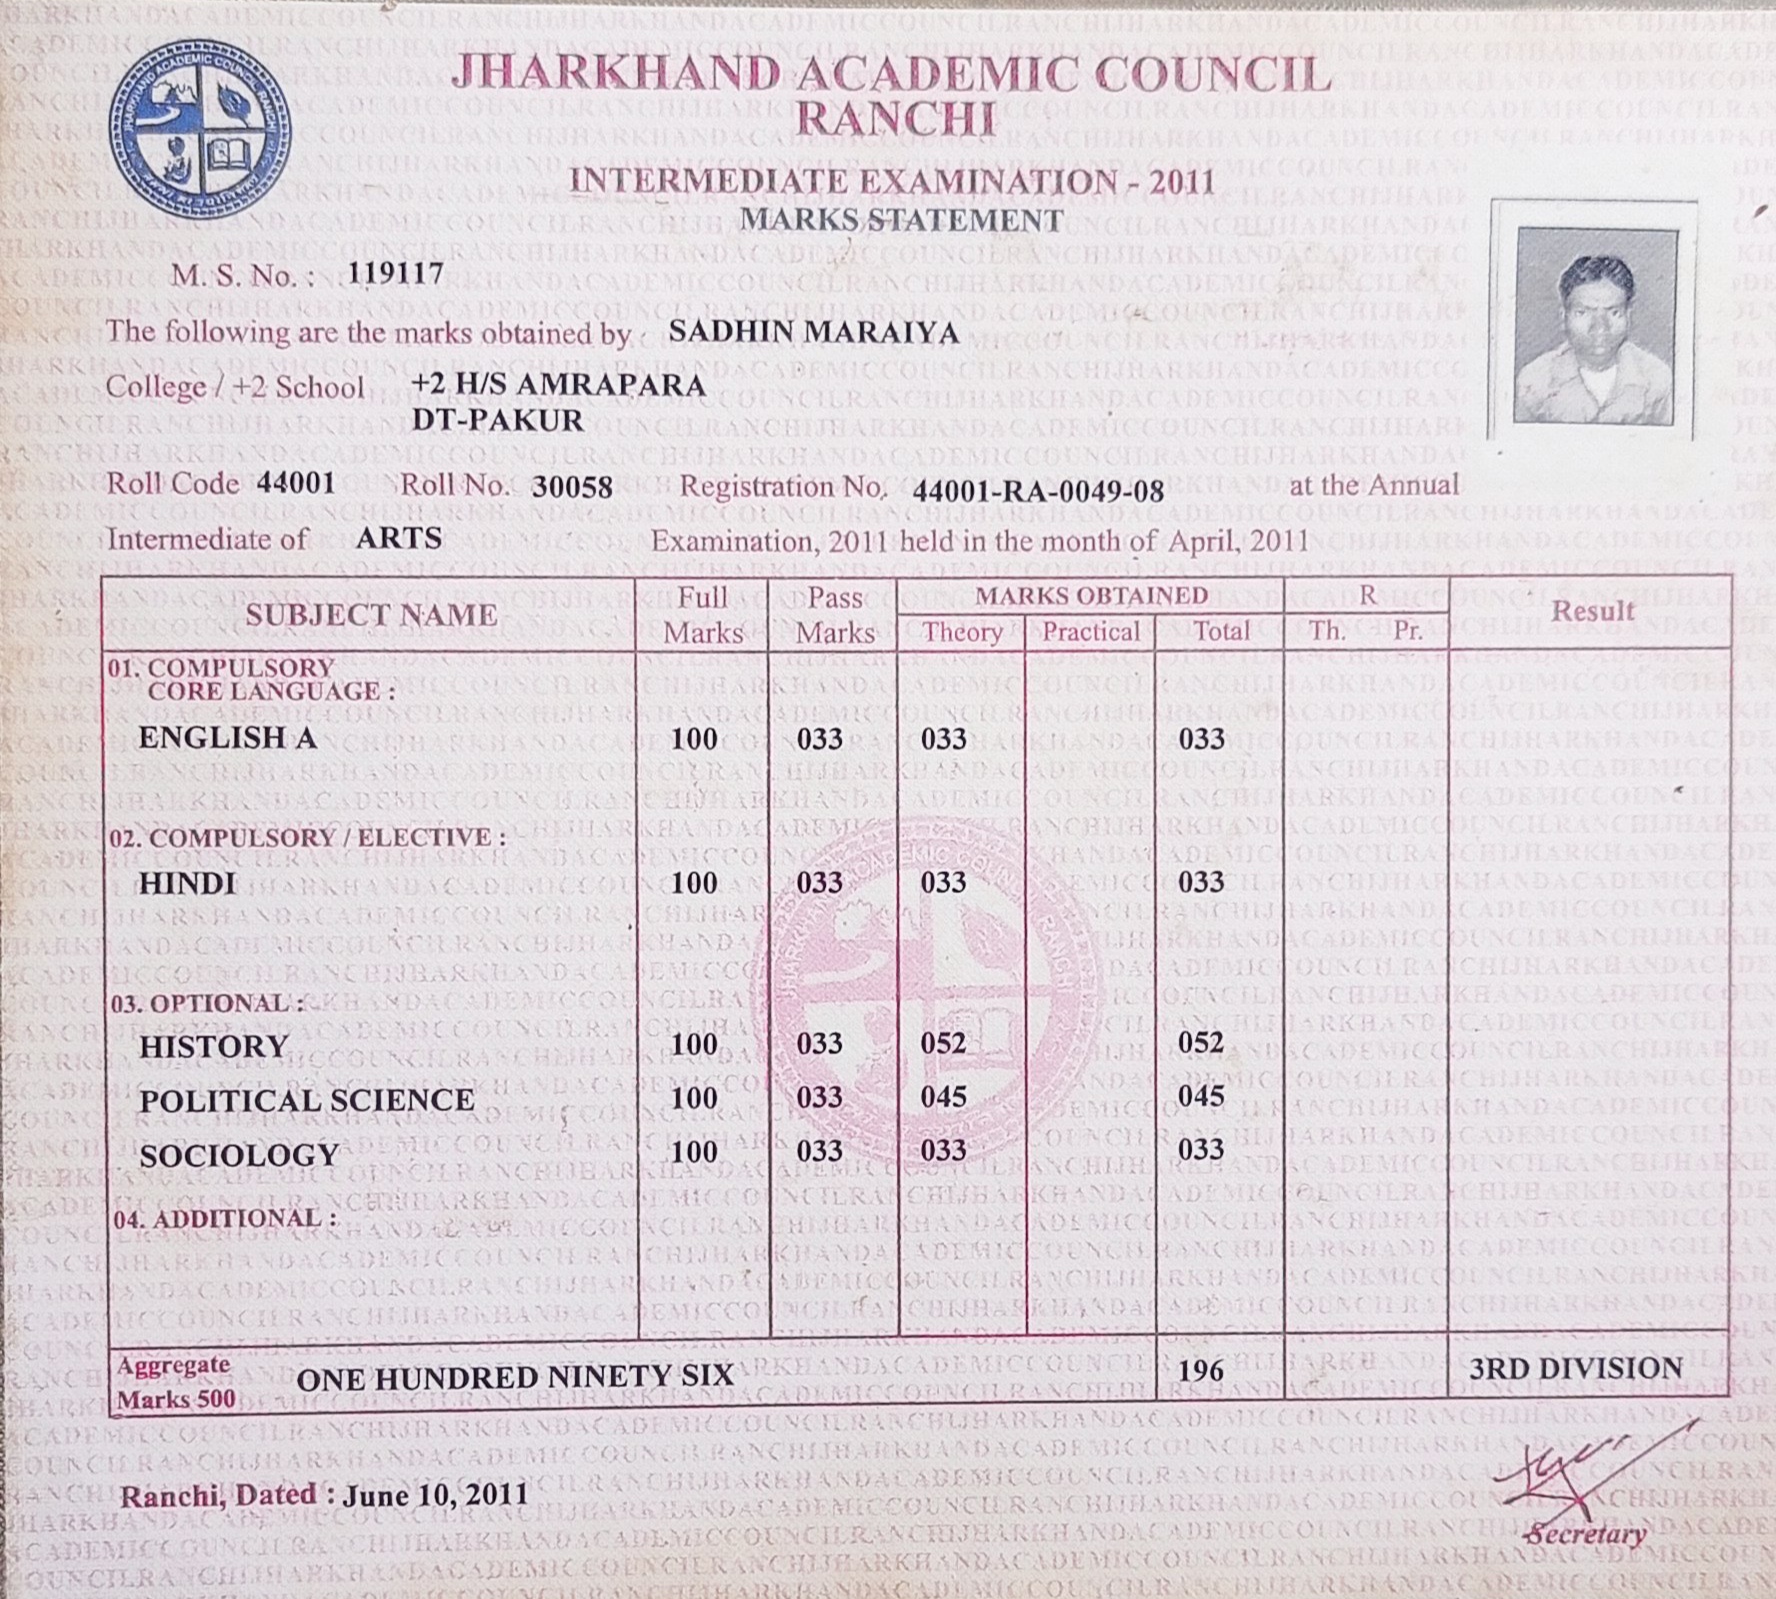 JHARKHAND ACADEMIC COUNCIL
RANCHI
INTERMEDIATE EXAMINATION - 2011
MARKS STATEMENT
M. S. No. : 119117
The following are the marks obtained by SADHIN MARAIYA
College / +2 School +2 H/S AMRAPARA
DT-PAKUR
Roll Code 44001 Roll No. 30058 Registration No. 44001-RA-0049-08 at the Annual
Intermediate of ARTS Examination, 2011 held in the month of April, 2011
SUBJECT NAME Full Marks Pass Marks MARKS OBTAINED R Result
Theory Practical Total Th. Pr.
01. COMPULSORY
CORE LANGUAGE :
ENGLISH A 100 033 033 033
02. COMPULSORY / ELECTIVE :
HINDI 100 033 033 033
03. OPTIONAL :
HISTORY 100 033 052 052
POLITICAL SCIENCE 100 033 045 045
SOCIOLOGY 100 033 033 033
04. ADDITIONAL :
Aggregate
Marks 500 ONE HUNDRED NINETY SIX 196 3RD DIVISION
Ranchi, Dated : June 10, 2011
Secretary